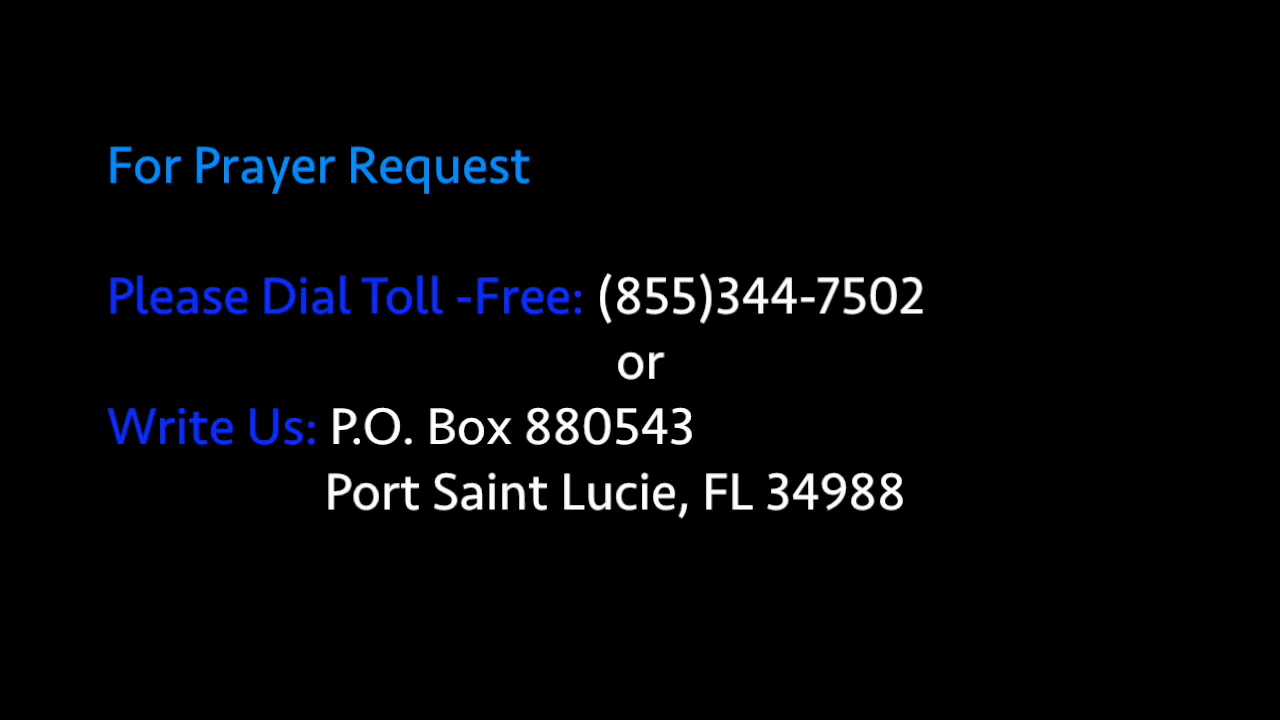 For Prayer Request
Please Dial Toll -Free: (855)344-7502
or
Write Us: P.O. Box 880543
Port Saint Lucie, FL 34988